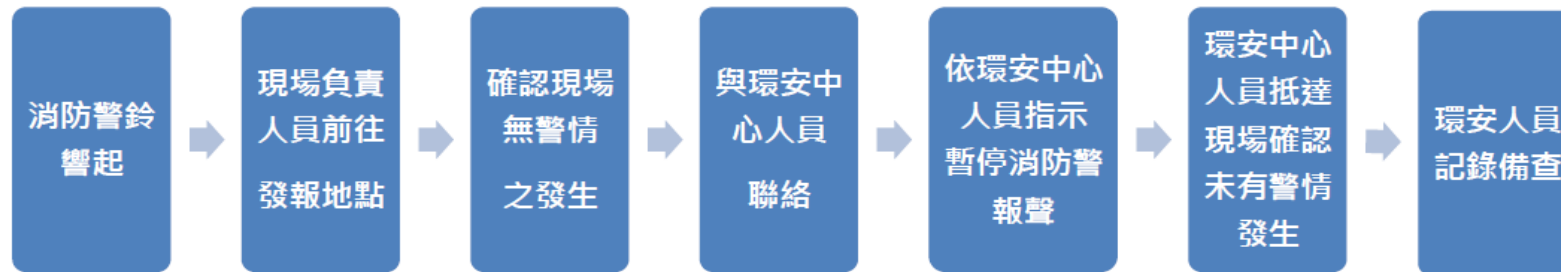 消防警鈴
響起
現場負責
人員前往
發報地點
確認現場
無警情
之發生
與環安中
心人員
聯絡
依環安中心
人員指示
暫停消防警
報聲
環安中心
人員抵達
現場確認
未有警情
發生
環安人員
記錄備查